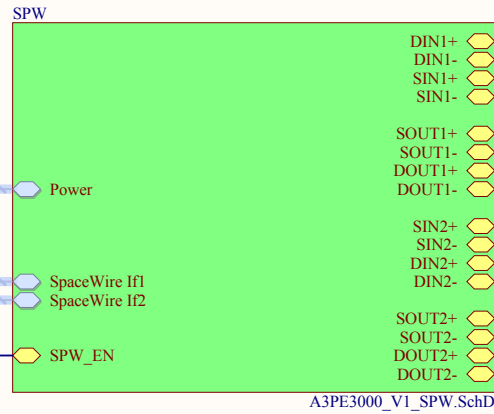 SPW
DIN1+
DIN1-
SIN1+
SIN1-
SOUT1+
SOUT1-
DOUT1+
DOUT1-
Power
SIN2+
SIN2-
DIN2+
DIN2-
SpaceWire If1
SpaceWire If2
SOUT2+
SOUT2-
DOUT2+
DOUT2-
SPW_EN
A3PE3000_V1_SPW.SchD